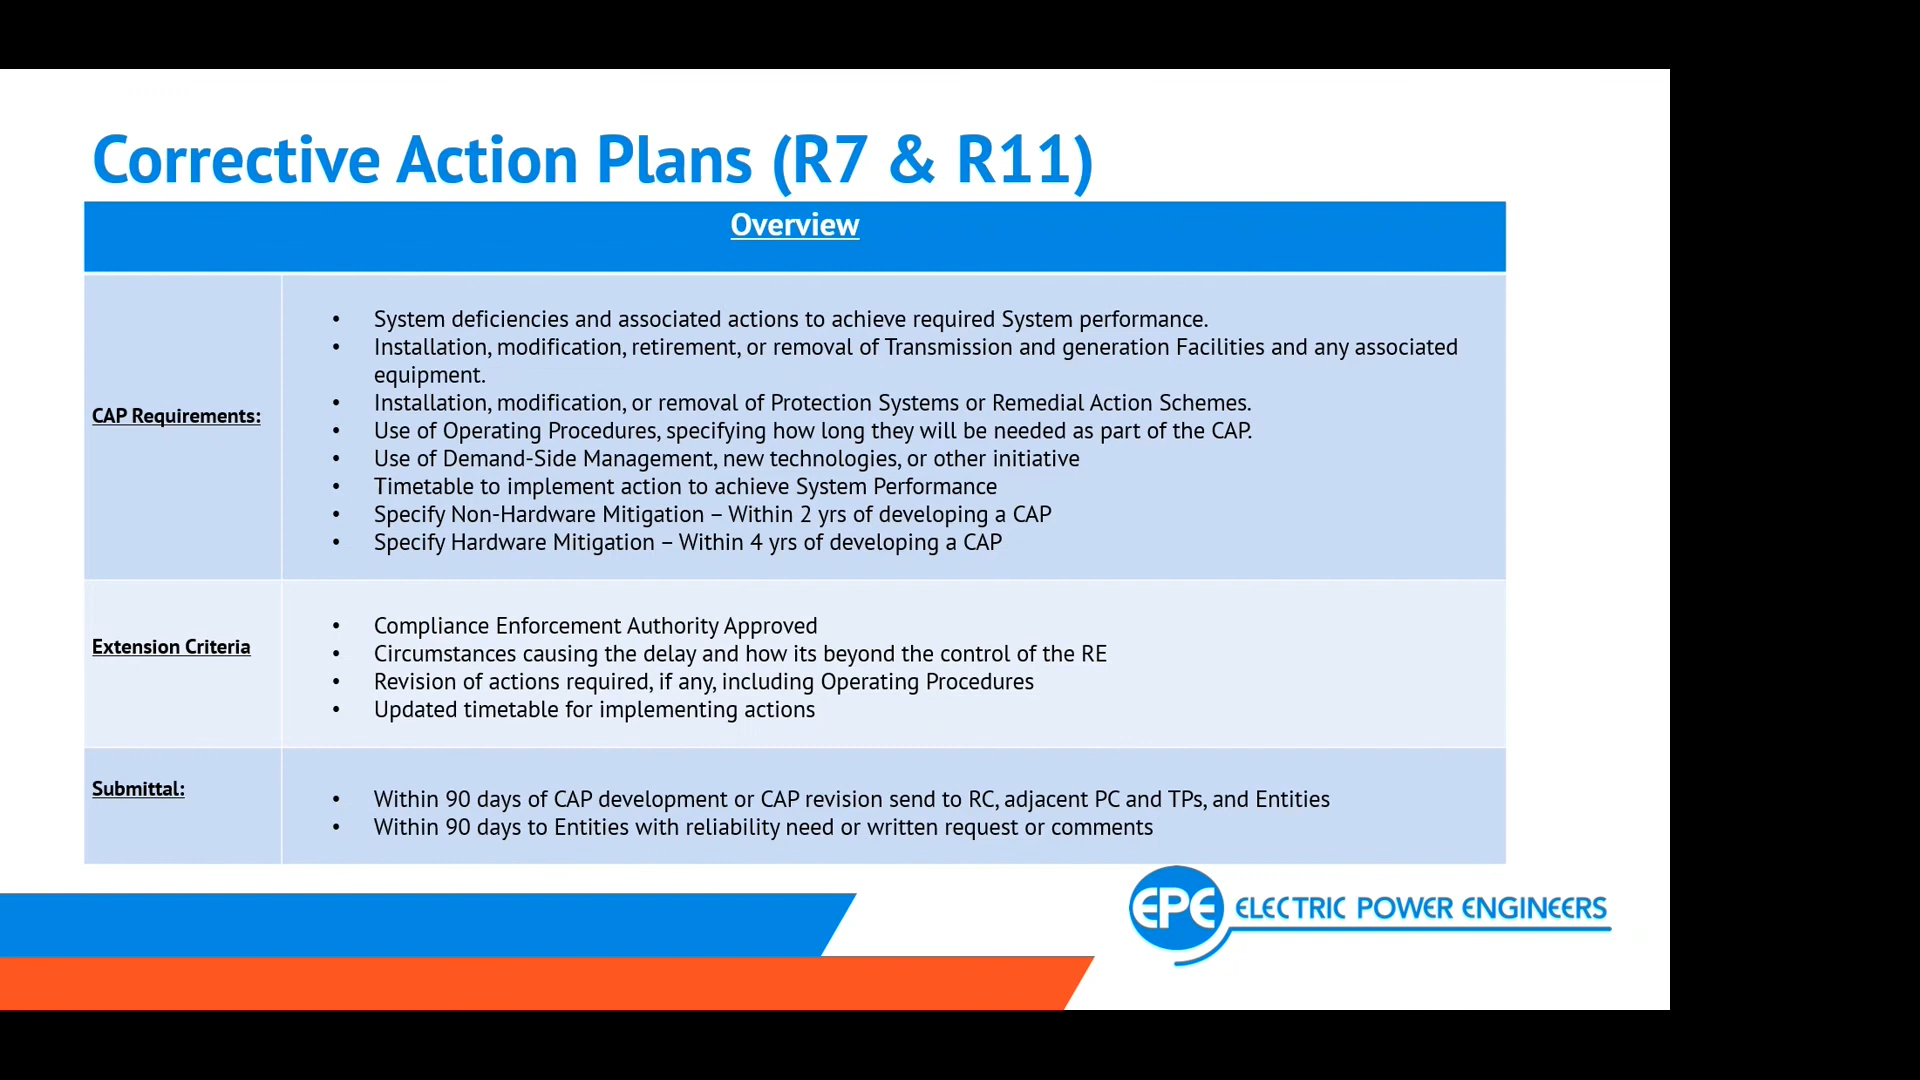 Corrective Action Plans (R7 & R11)
Overview
CAP Requirements:
• System deficiencies and associated actions to achieve required System performance.
• Installation, modification, retirement, or removal of Transmission and generation Facilities and any associated
equipment.
• Installation, modification, or removal of Protection Systems or Remedial Action Schemes.
• Use of Operating Procedures, specifying how long they will be needed as part of the CAP.
• Use of Demand-Side Management, new technologies, or other initiative
• Timetable to implement action to achieve System Performance
• Specify Non-Hardware Mitigation – Within 2 yrs of developing a CAP
• Specify Hardware Mitigation – Within 4 yrs of developing a CAP
Extension Criteria
• Compliance Enforcement Authority Approved
• Circumstances causing the delay and how its beyond the control of the RE
• Revision of actions required, if any, including Operating Procedures
• Updated timetable for implementing actions
Submittal:
• Within 90 days of CAP development or CAP revision send to RC, adjacent PC and TPs, and Entities
• Within 90 days to Entities with reliability need or written request or comments
EPE ELECTRIC POWER ENGINEERS